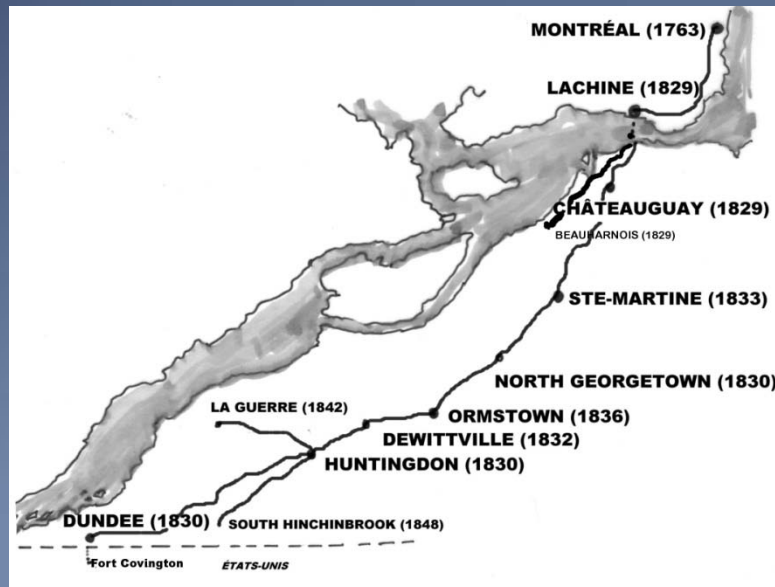 MONTRÉAL (1763)
LACHINE (1829)
CHÂTEAUGUAY (1829)
BEAUHARNOIS (1829)
STE-MARTINE (1833)
NORTH GEORGETOWN (1830)
LA GUERRE (1842)
ORMSTOWN (1836)
DEWITTVILLE (1832)
HUNTINGDON (1830)
DUNDEE (1830)
SOUTH HINCHINBROOK (1848)
Fort Covington
ÉTATS-UNIS